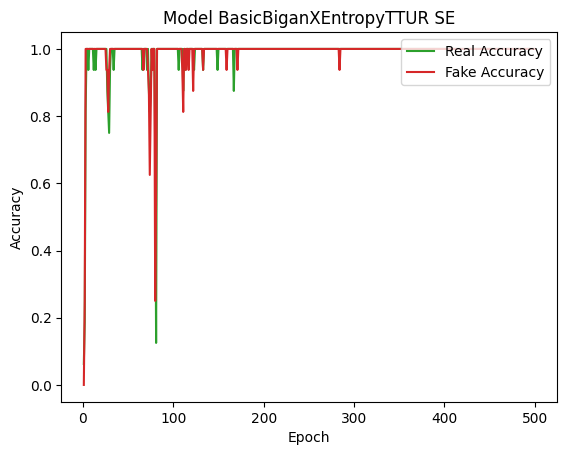 Model BasicBiganXEntropyTTUR SE
Real Accuracy
Fake Accuracy
Accuracy
1.0
0.8
0.6
0.4
0.2
0.0
0
100
200
300
400
500
Epoch